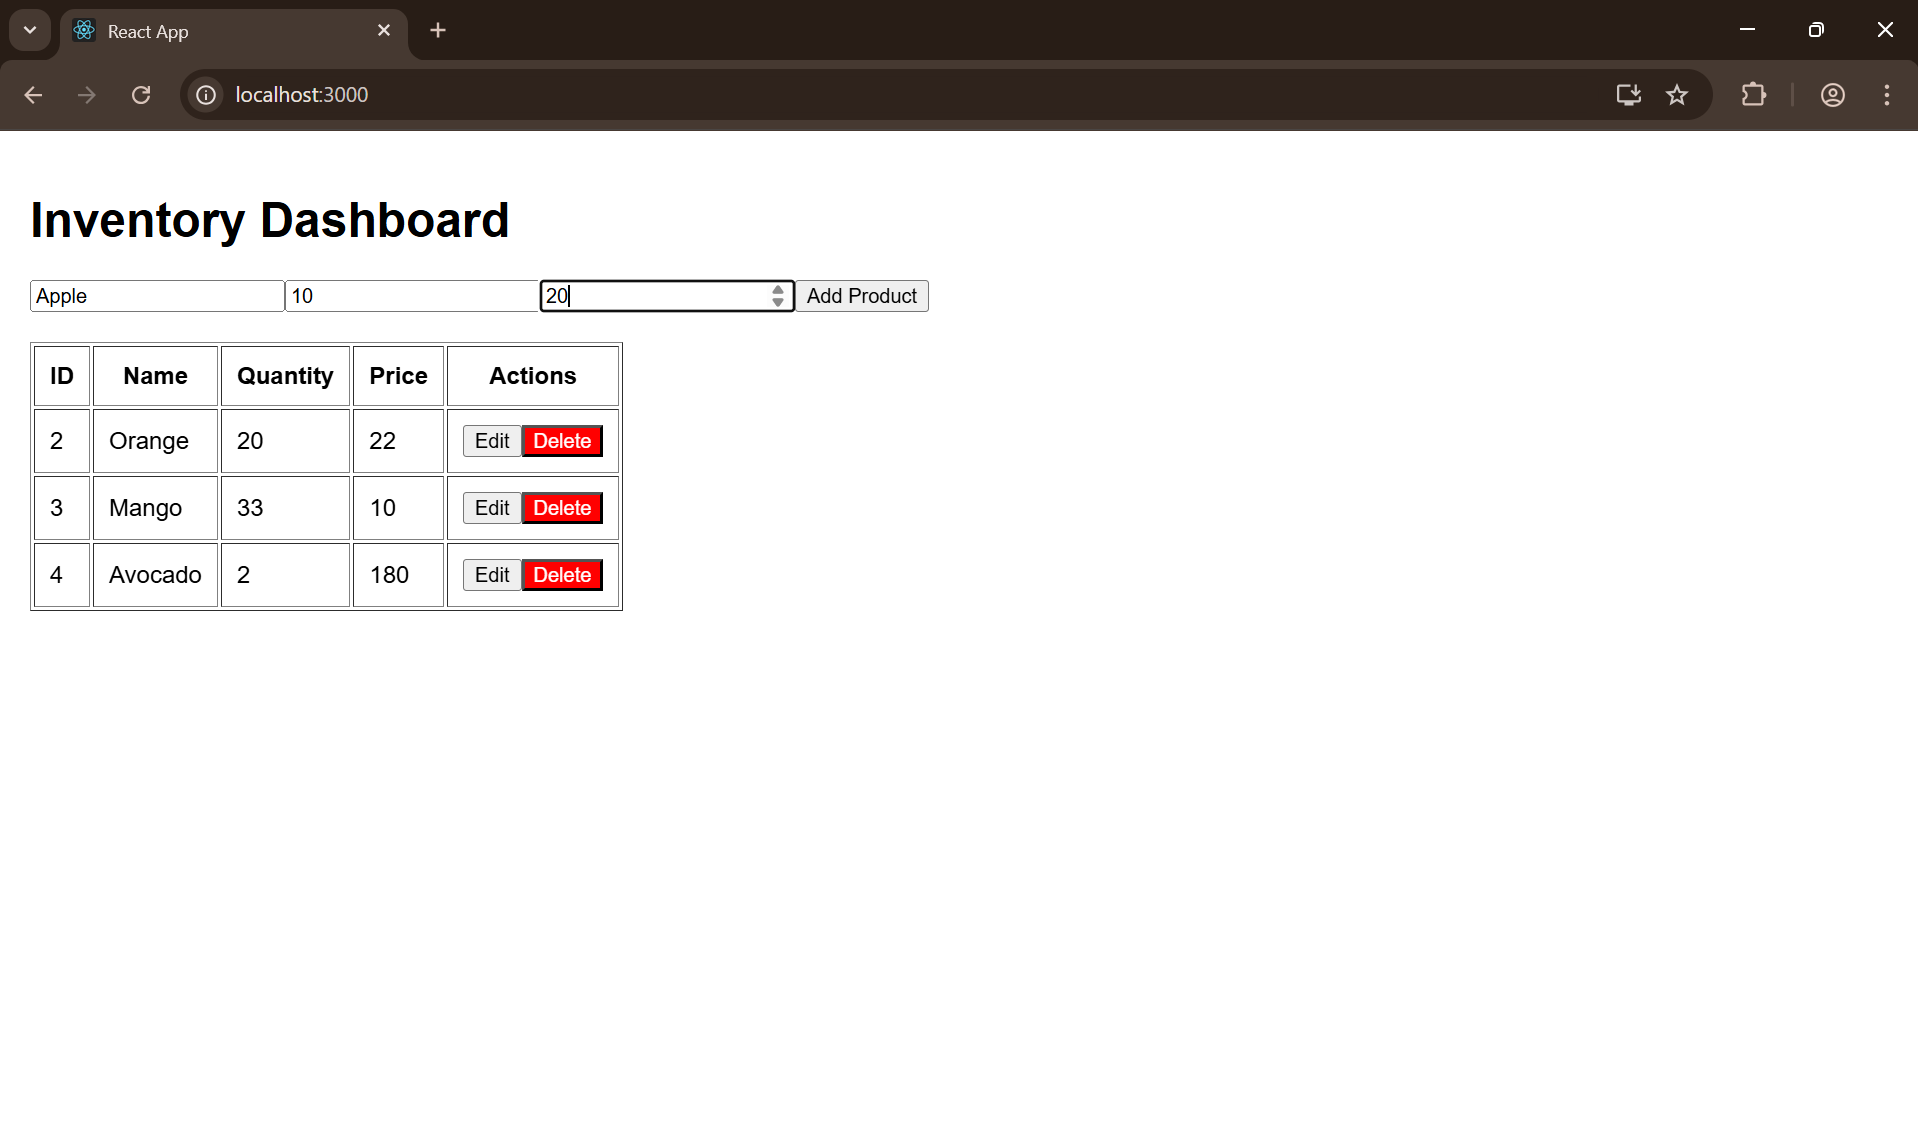 React App
localhost:3000
Inventory Dashboard
Apple 10 20 Add Product
ID Name Quantity Price Actions
2 Orange 20 22 Edit Delete
3 Mango 33 10 Edit Delete
4 Avocado 2 180 Edit Delete